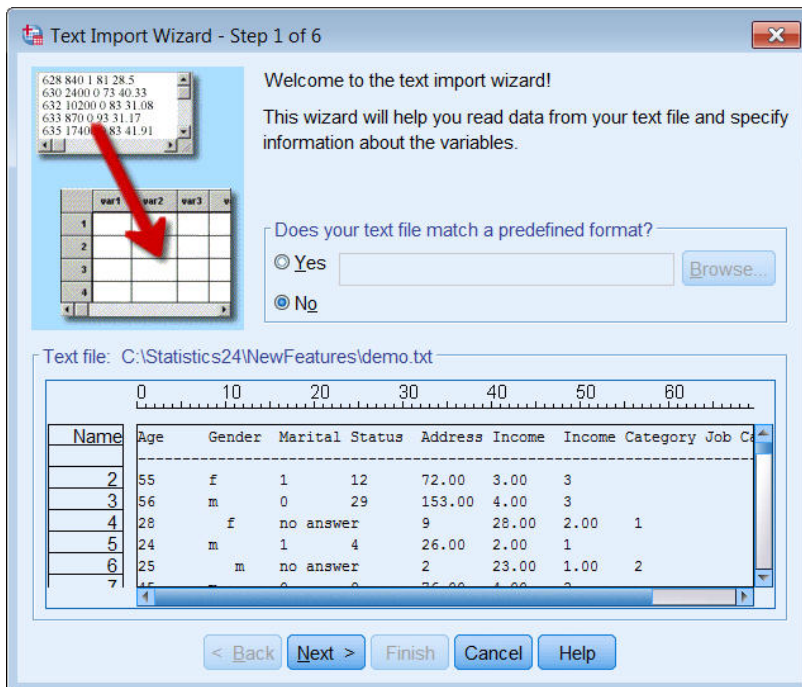 Text Import Wizard - Step 1 of 6
628 840 1 81 28.5
630 2400 0 73 40.33
632 10200 0 83 31.08
633 870 0 93 31.17
635 1740 83 41.91
var1 var2 var3 v
1
2
3
4
Welcome to the text import wizard!
This wizard will help you read data from your text file and specify
information about the variables.
Does your text file match a predefined format?
Yes
Browse...
No
Text file: C:\Statistics24\NewFeatures\demo.txt
0 10 20 30 40 50 60
Name Age Gender Marital Status Address Income Income Category Job Ca
2 55 f 1 12 72.00 3.00 3
3 56 m 0 29 153.00 4.00 3
4 28 f no answer 9 28.00 2.00 1
5 24 m 1 4 26.00 2.00 1
6 25 m no answer 2 23.00 1.00 2
7
< Back Next > Finish Cancel Help